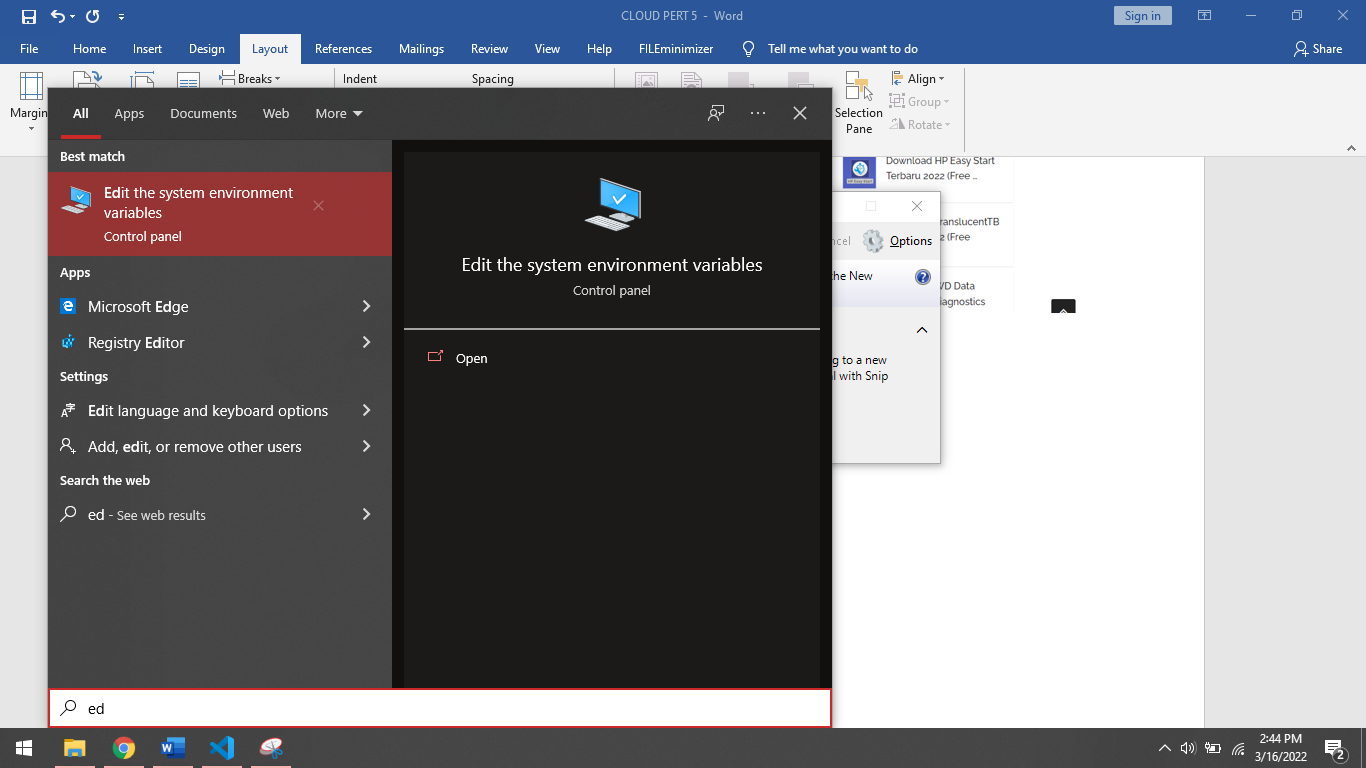 CLOUD PERT 5 - Word
Sign in
File Home Insert Design Layout References Mailings Review View Help FILEminimizer Tell me what you want to do Share
Breaks Indent Spacing Align
Group
Margin Selection
Pane Rotate
All Apps Documents Web More
Best match
Edit the system environment
variables
Control panel
Apps
Microsoft Edge
Registry Editor
Settings
Edit language and keyboard options
Add, edit, or remove other users
Search the web
ed - See web results
Edit the system environment variables
Control panel
Open
Download HP Easy Start
Terbaru 2022 (Free ...
ranslucentTB
2 (Free
VD Data
iagnostics
ncel Options
the New
g to a new
l with Snip
ed
2:44 PM
3/16/2022
2